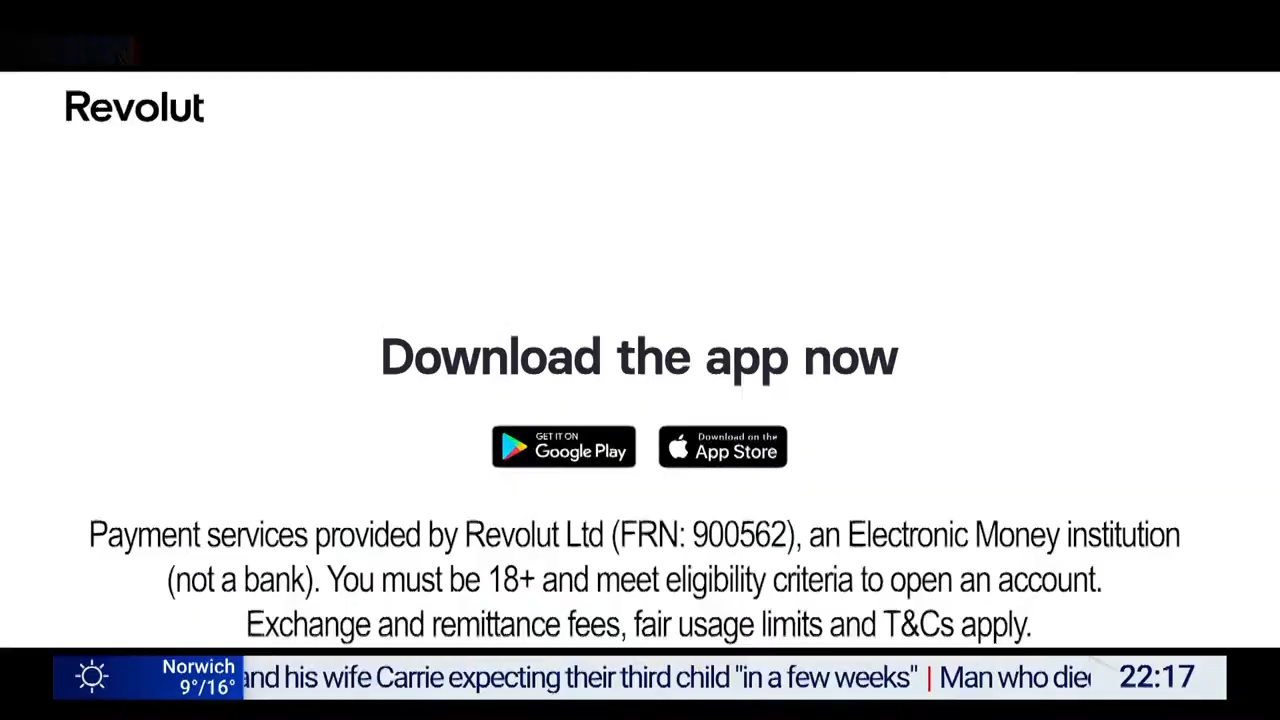 Revolut
Download the app now
GET IT ON
Google Play
Download on the
App Store
Payment services provided by Revolut Ltd (FRN: 900562), an Electronic Money institution
(not a bank). You must be 18+ and meet eligibility criteria to open an account.
Exchange and remittance fees, fair usage limits and T&Cs apply.
Norwich
9°/16°
and his wife Carrie expecting their third child "in a few weeks" | Man who died
22:17